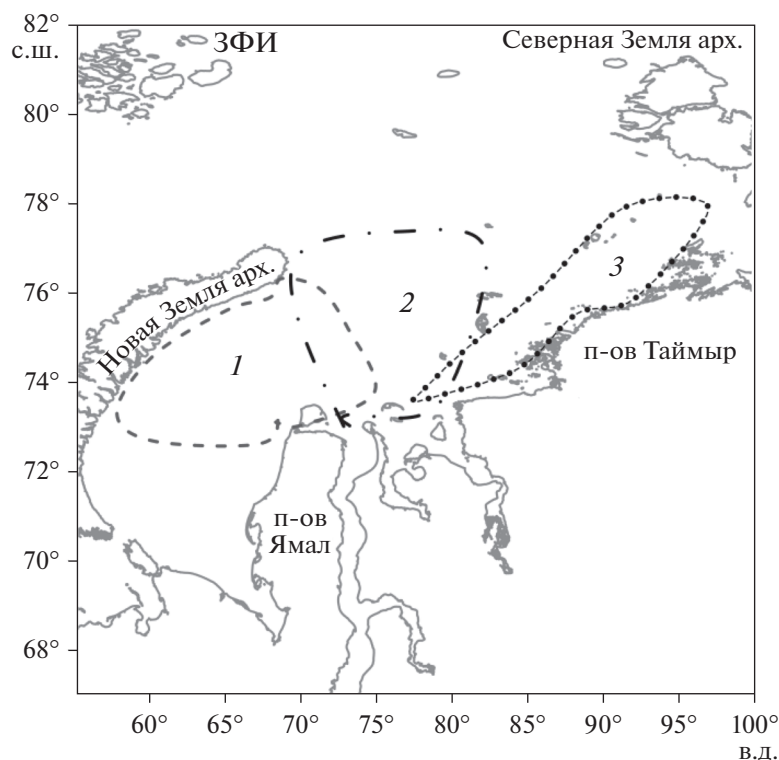 82°
с.ш.
ЗФИ
Северная Земля арх.
80°
78°
76°
Новая Земля арх.
2
3
1
74°
п-ов Таймыр
72°
п-ов
Ямал
70°
68°
60°
65°
70°
75°
80°
85°
90°
95°
100°
в.д.